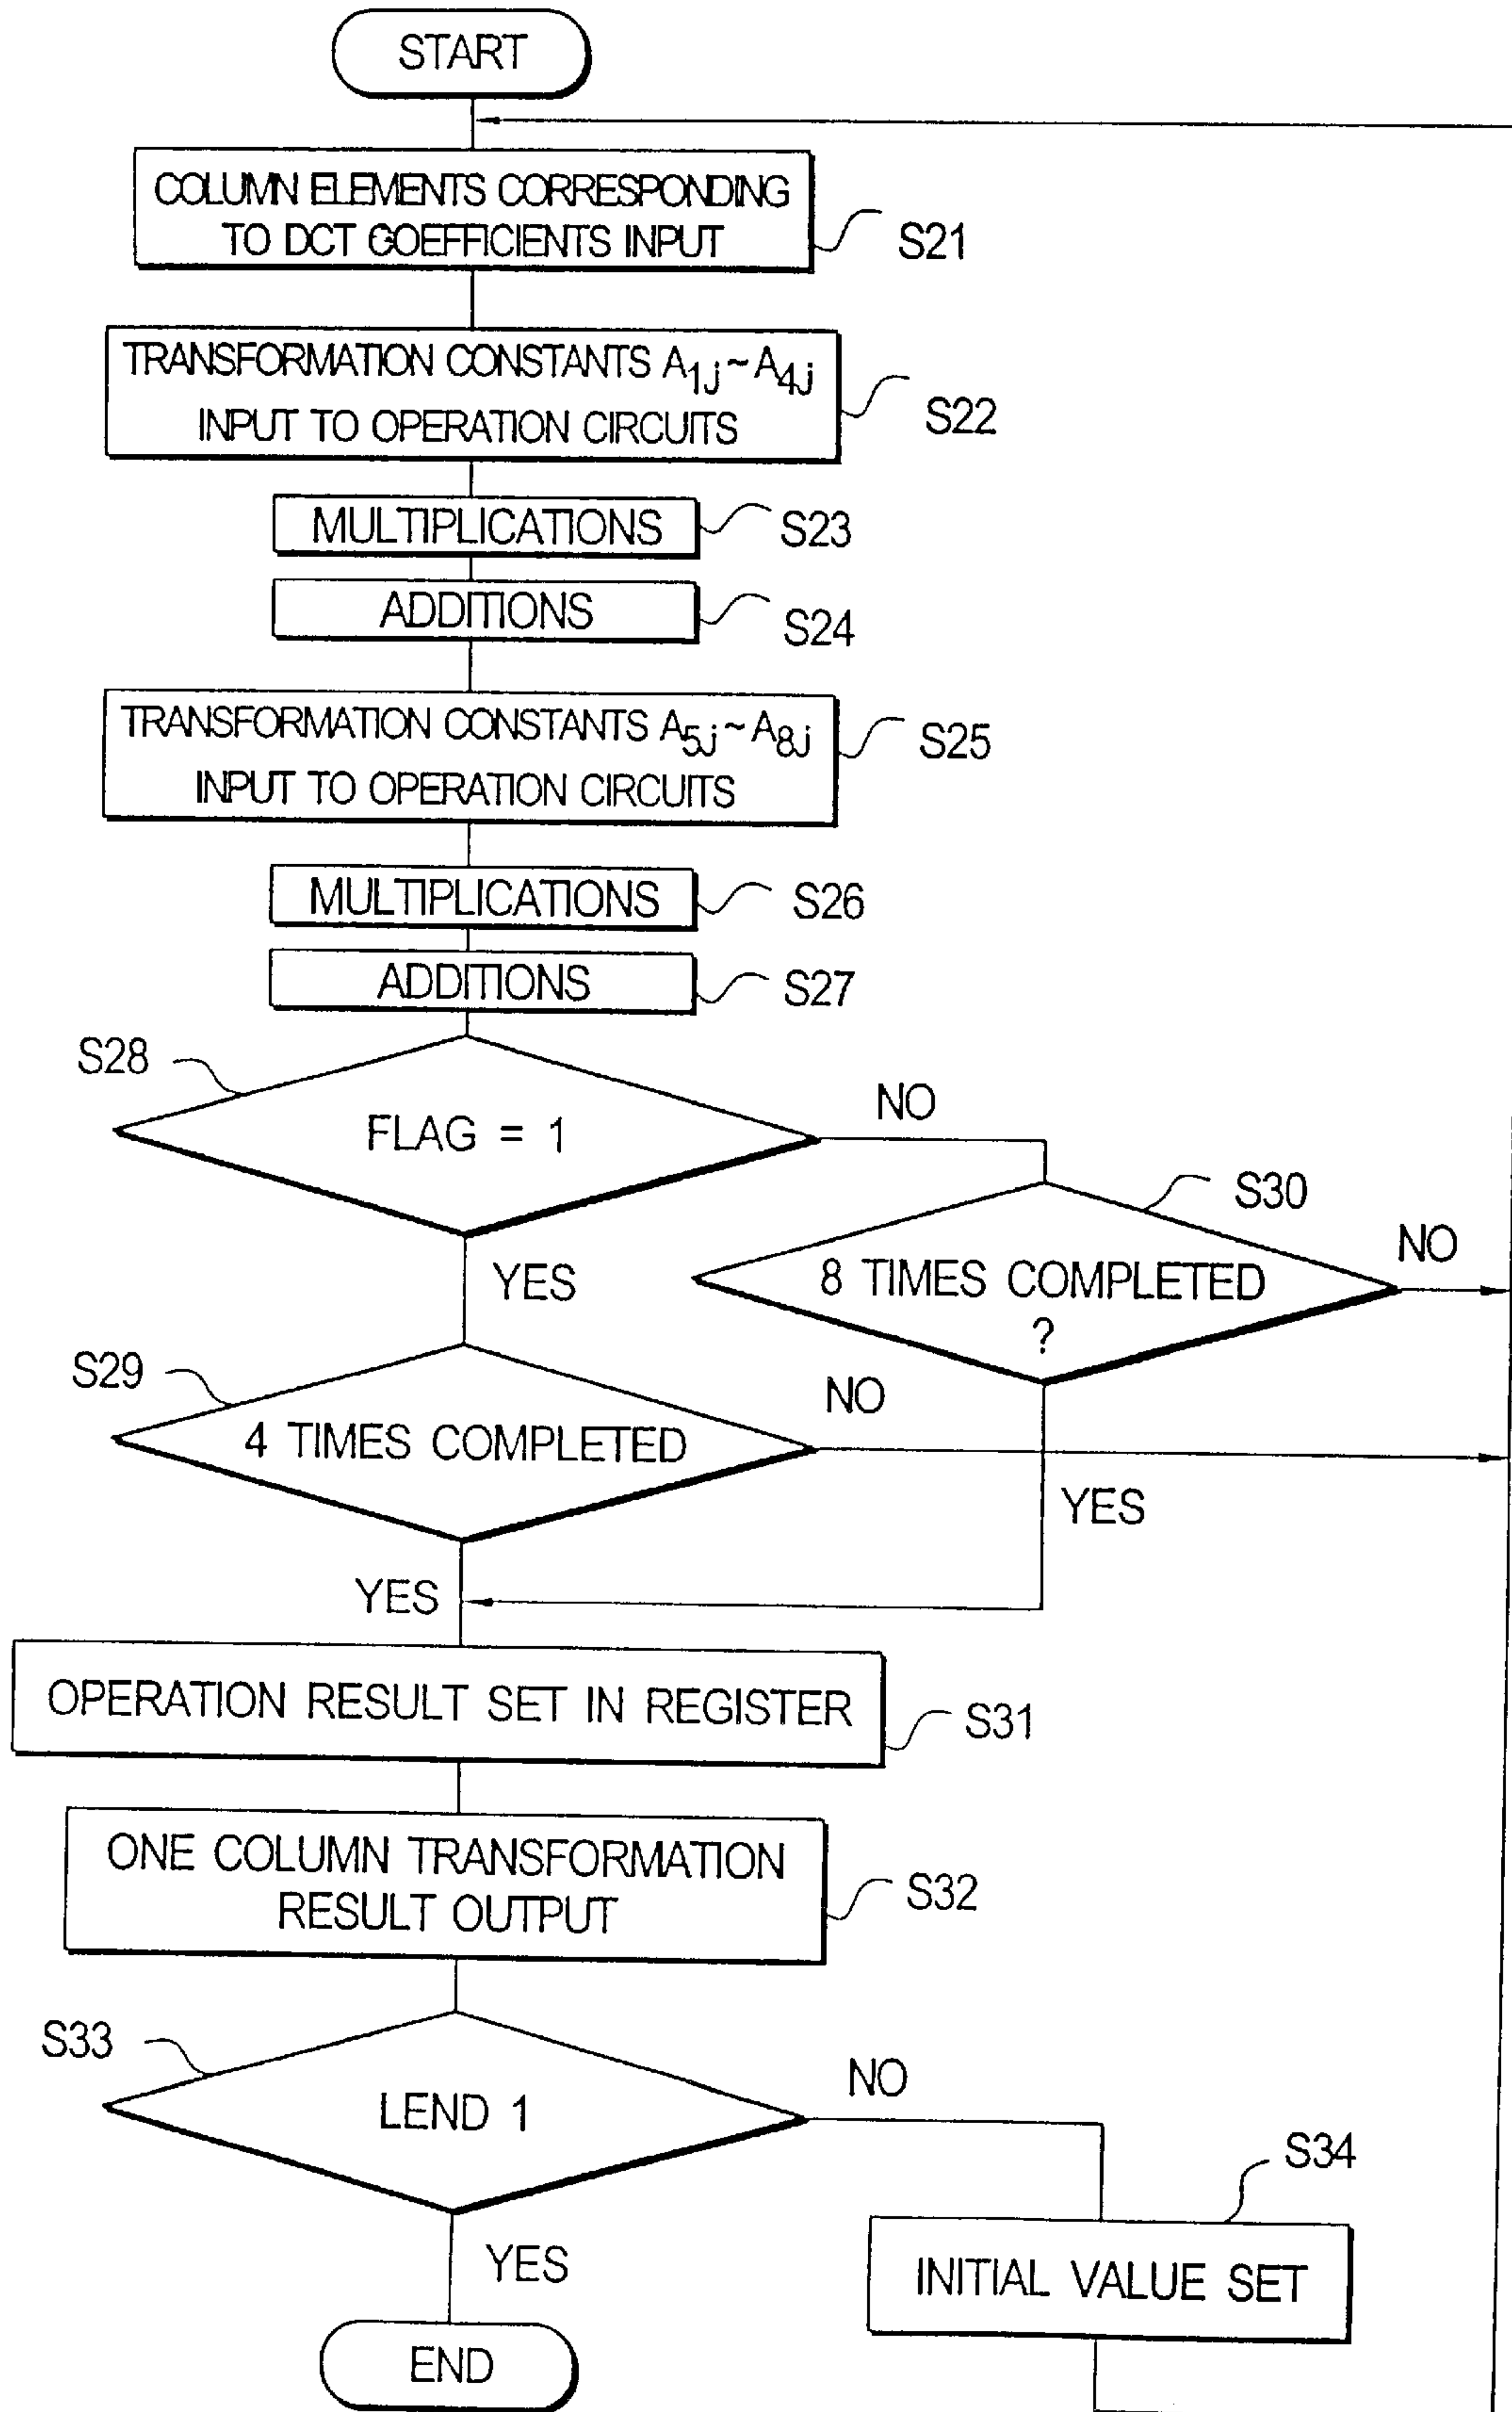 START
COLUMN ELEMENTS CORRESPONDING
TO DCT COEFFICIENTS INPUT
S21
TRANSFORMATION CONSTANTS A1j~A4j
INPUT TO OPERATION CIRCUITS
S22
MULTIPLICATIONS
S23
ADDITIONS
S24
TRANSFORMATION CONSTANTS A5j~A8j
INPUT TO OPERATION CIRCUITS
S25
MULTIPLICATIONS
S26
ADDITIONS
S27
S28
FLAG = 1
NO
YES
S30
8 TIMES COMPLETED
?
NO
YES
S29
4 TIMES COMPLETED
NO
YES
OPERATION RESULT SET IN REGISTER
S31
ONE COLUMN TRANSFORMATION
RESULT OUTPUT
S32
S33
LEND 1
NO
YES
S34
INITIAL VALUE SET
END